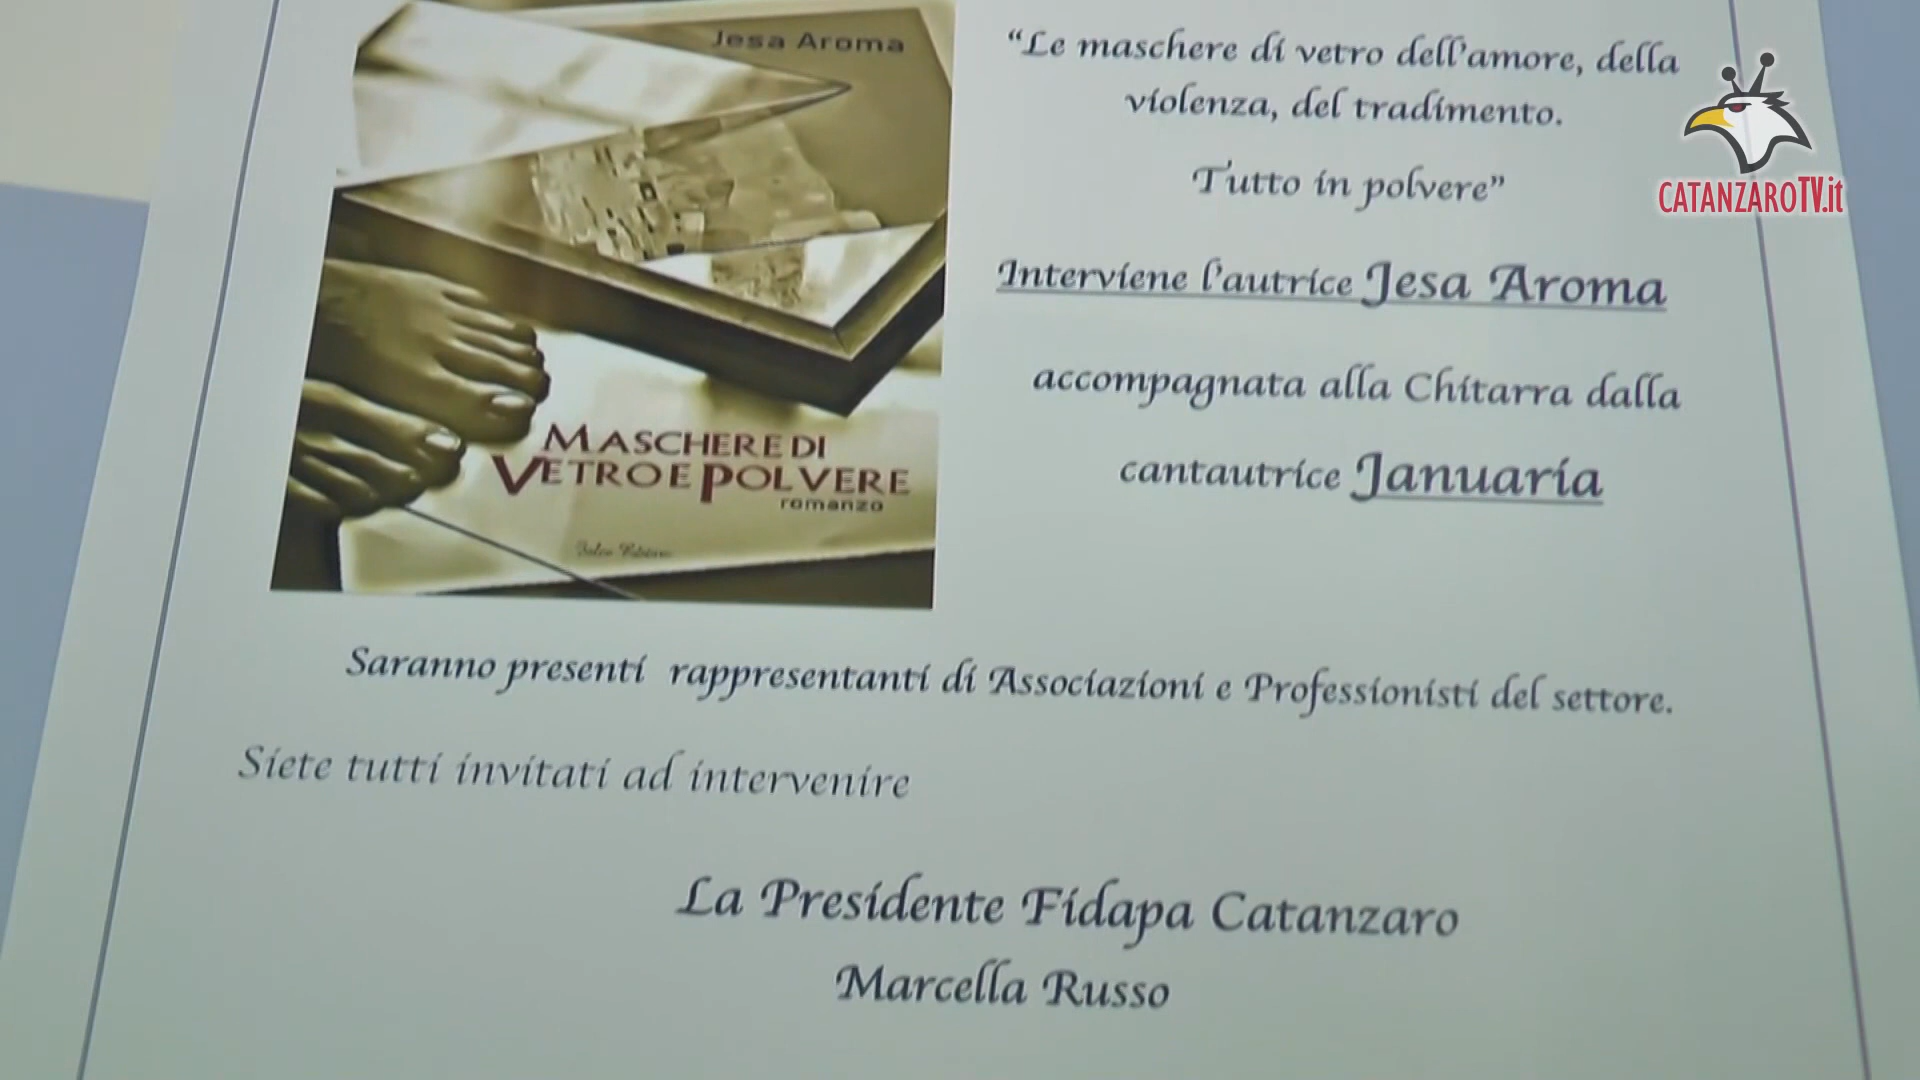 Jesa Aroma
MASCHERE DI
VETRO E POLVERE
romanzo
“Le maschere di vetro dell'amore, della
violenza, del tradimento.
Tutto in polvere”
Interviene l'autrice Jesa Aroma
accompagnata alla Chitarra dalla
cantautrice Januaria
Saranno presenti rappresentanti di Associazioni e Professionisti del settore.
Siete tutti invitati ad intervenire
La Presidente Fidapa Catanzaro
Marcella Russo
CATANZAROTV.it